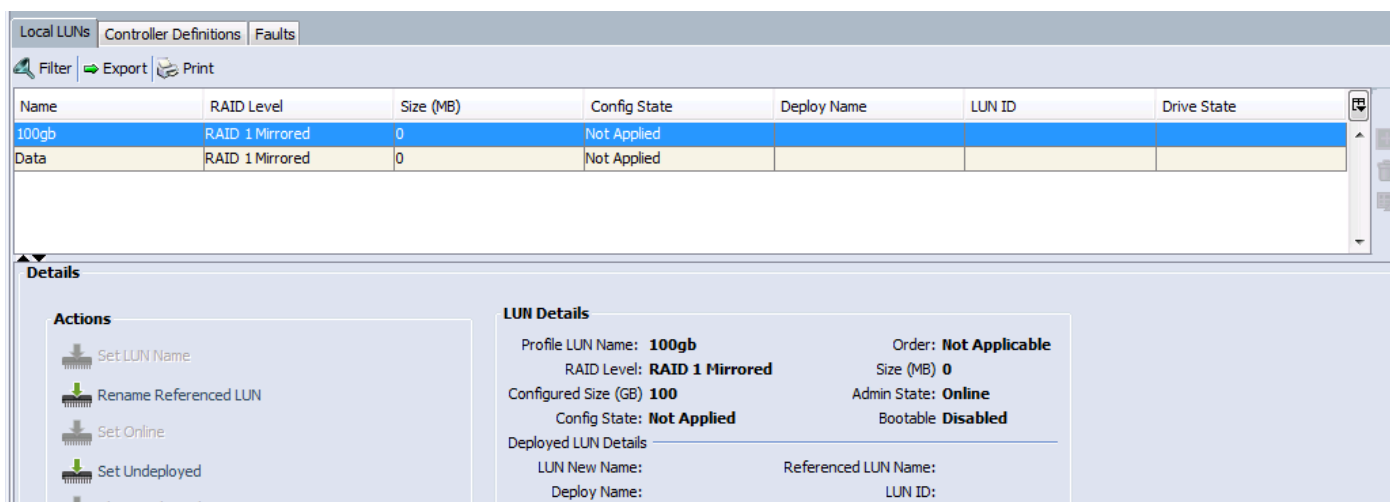 Local LUNs Controller Definitions Faults
Filter Export Print
Name RAID Level Size (MB) Config State Deploy Name LUN ID Drive State
100gb RAID 1 Mirrored 0 Not Applied
Data RAID 1 Mirrored 0 Not Applied
Details
Actions
Set LUN Name
Rename Referenced LUN
Set Online
Set Undeployed
LUN Details
Profile LUN Name: 100gb Order: Not Applicable
RAID Level: RAID 1 Mirrored Size (MB) 0
Configured Size (GB) 100 Admin State: Online
Config State: Not Applied Bootable Disabled
Deployed LUN Details
LUN New Name: Referenced LUN Name:
Deploy Name: LUN ID: